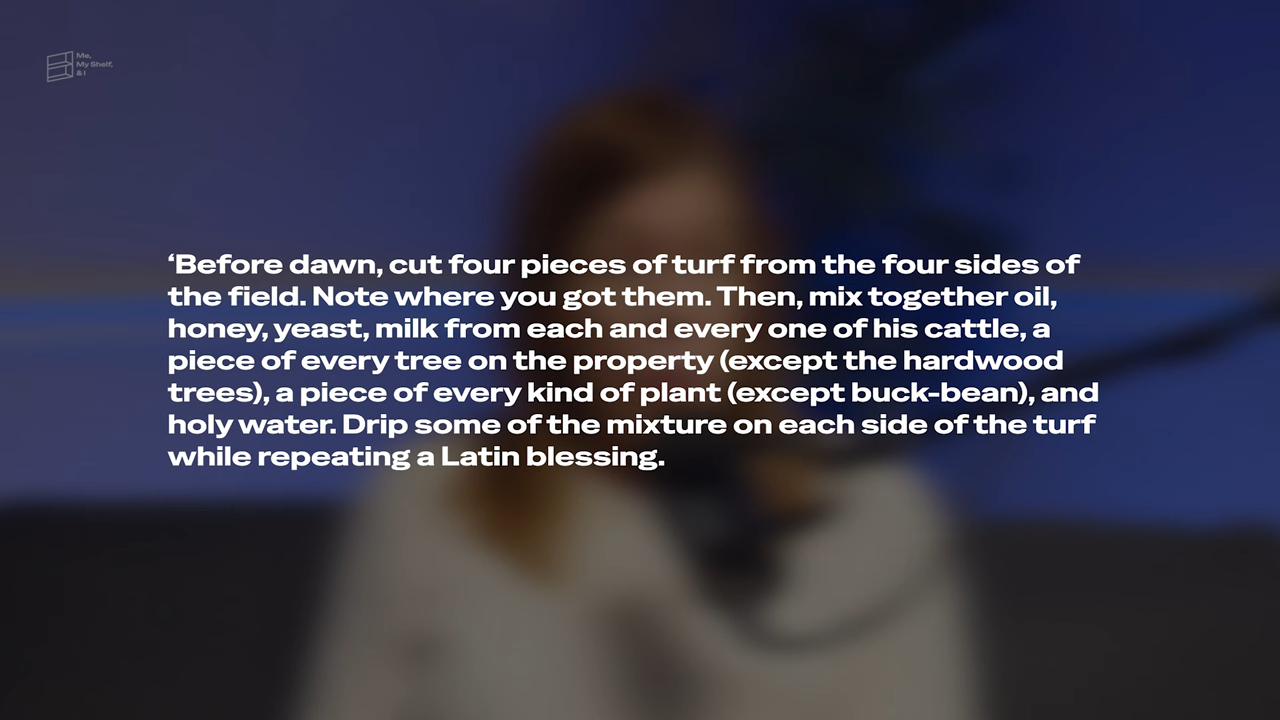 Me,
My Shelf,
& I
‘Before dawn, cut four pieces of turf from the four sides of
the field. Note where you got them. Then, mix together oil,
honey, yeast, milk from each and every one of his cattle, a
piece of every tree on the property (except the hardwood
trees), a piece of every kind of plant (except buck-bean), and
holy water. Drip some of the mixture on each side of the turf
while repeating a Latin blessing.